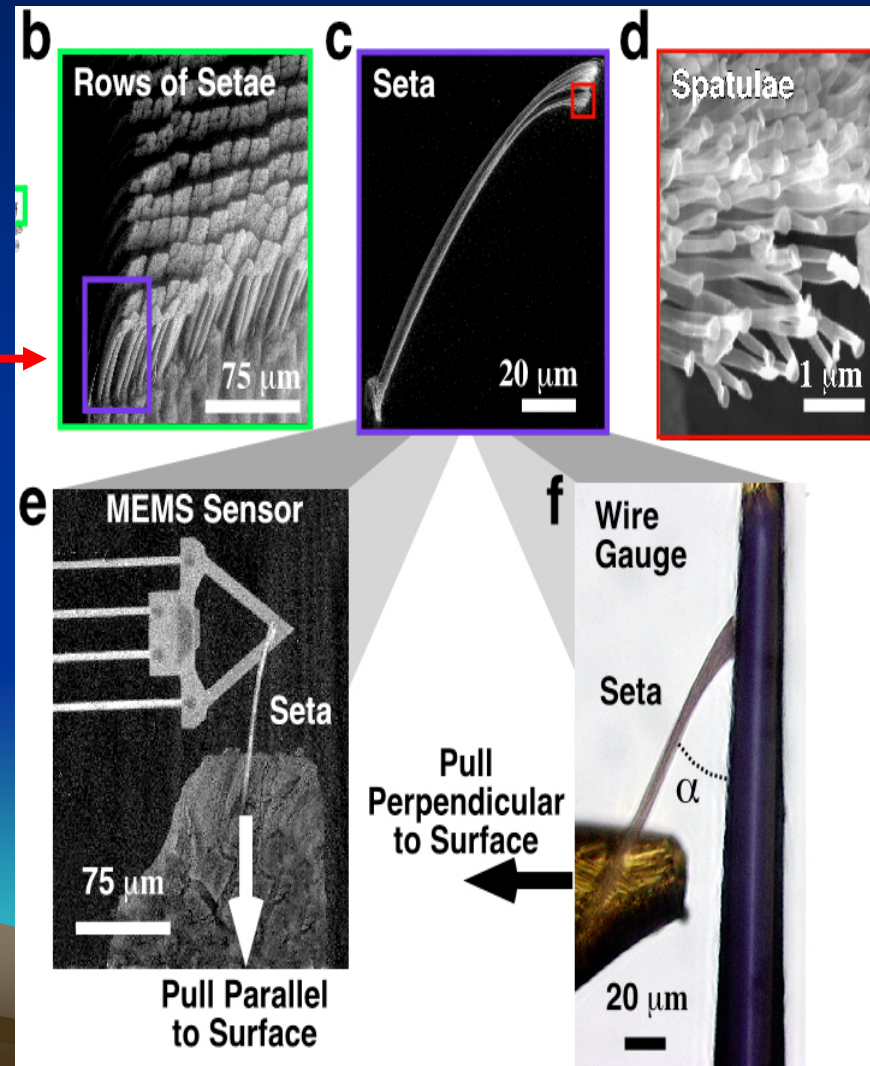 b
Rows of Setae
75 μm
c
Seta
20 μm
d
Spatulae
1 μm
e
MEMS Sensor
Seta
75 μm
Pull Parallel
to Surface
Pull
Perpendicular
to Surface
f
Wire
Gauge
Seta
α
20 μm